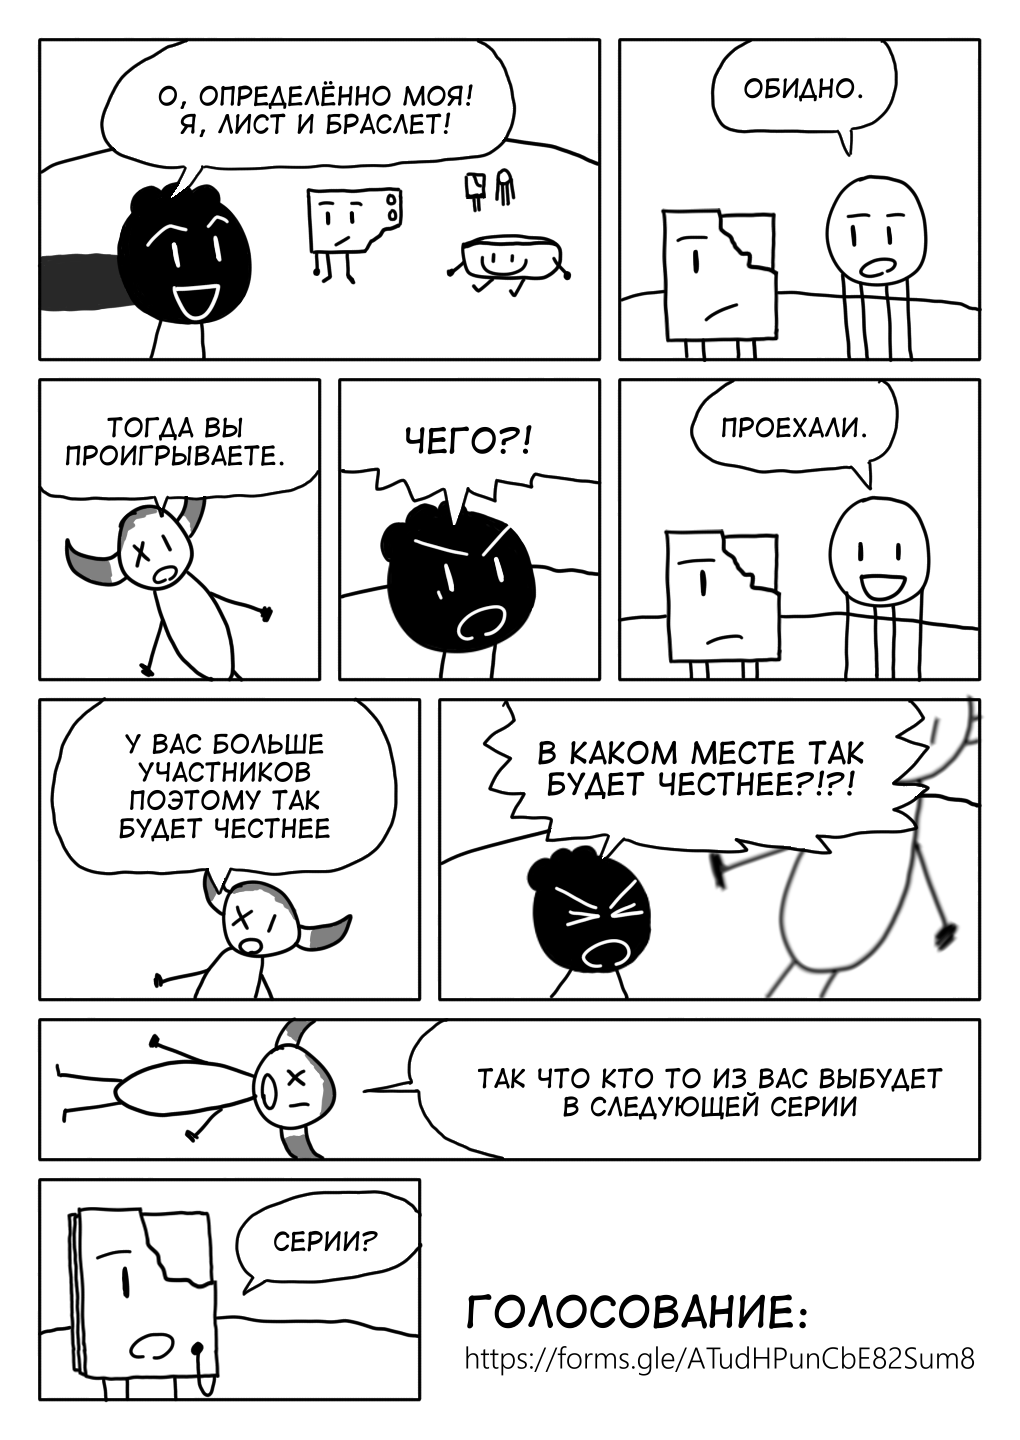 О, ОПРЕДЕЛЁННО МОЯ!
Я, ЛИСТ И БРАСЛЕТ!
ОБИДНО.
ТОГДА ВЫ
ПРОИГРЫВАЕТЕ.
ЧЕГО?!
ПРОЕХАЛИ.
У ВАС БОЛЬШЕ
УЧАСТНИКОВ
ПОЭТОМУ ТАК
БУДЕТ ЧЕСТНЕЕ
В КАКОМ МЕСТЕ ТАК
БУДЕТ ЧЕСТНЕЕ?!?!
ТАК ЧТО КТО ТО ИЗ ВАС ВЫБУДЕТ
В СЛЕДУЮЩЕЙ СЕРИИ
СЕРИИ?
ГОЛОСОВАНИЕ:
https://forms.gle/ATudHPunCbE82Sum8